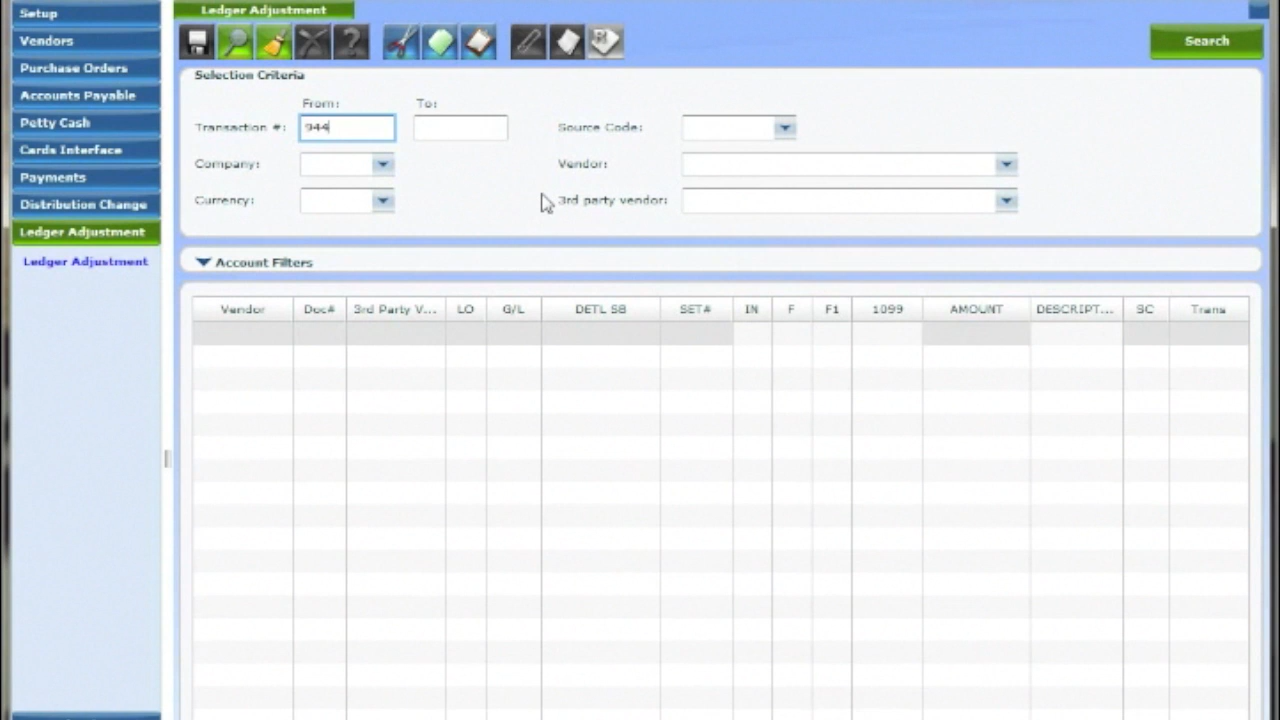 Setup
Vendors
Purchase Orders
Accounts Payable
Petty Cash
Cards Interface
Payments
Distribution Change
Ledger Adjustment
Ledger Adjustment
Ledger Adjustment
Search
Selection Criteria
From: To:
Transaction #: 944 Source Code:
Company: Vendor:
Currency: 3rd party vendor:
Account Filters
Vendor Doc# 3rd Party V... LO G/L DETL SB SET# IN F F1 1099 AMOUNT DESCRIPT... SC Trans